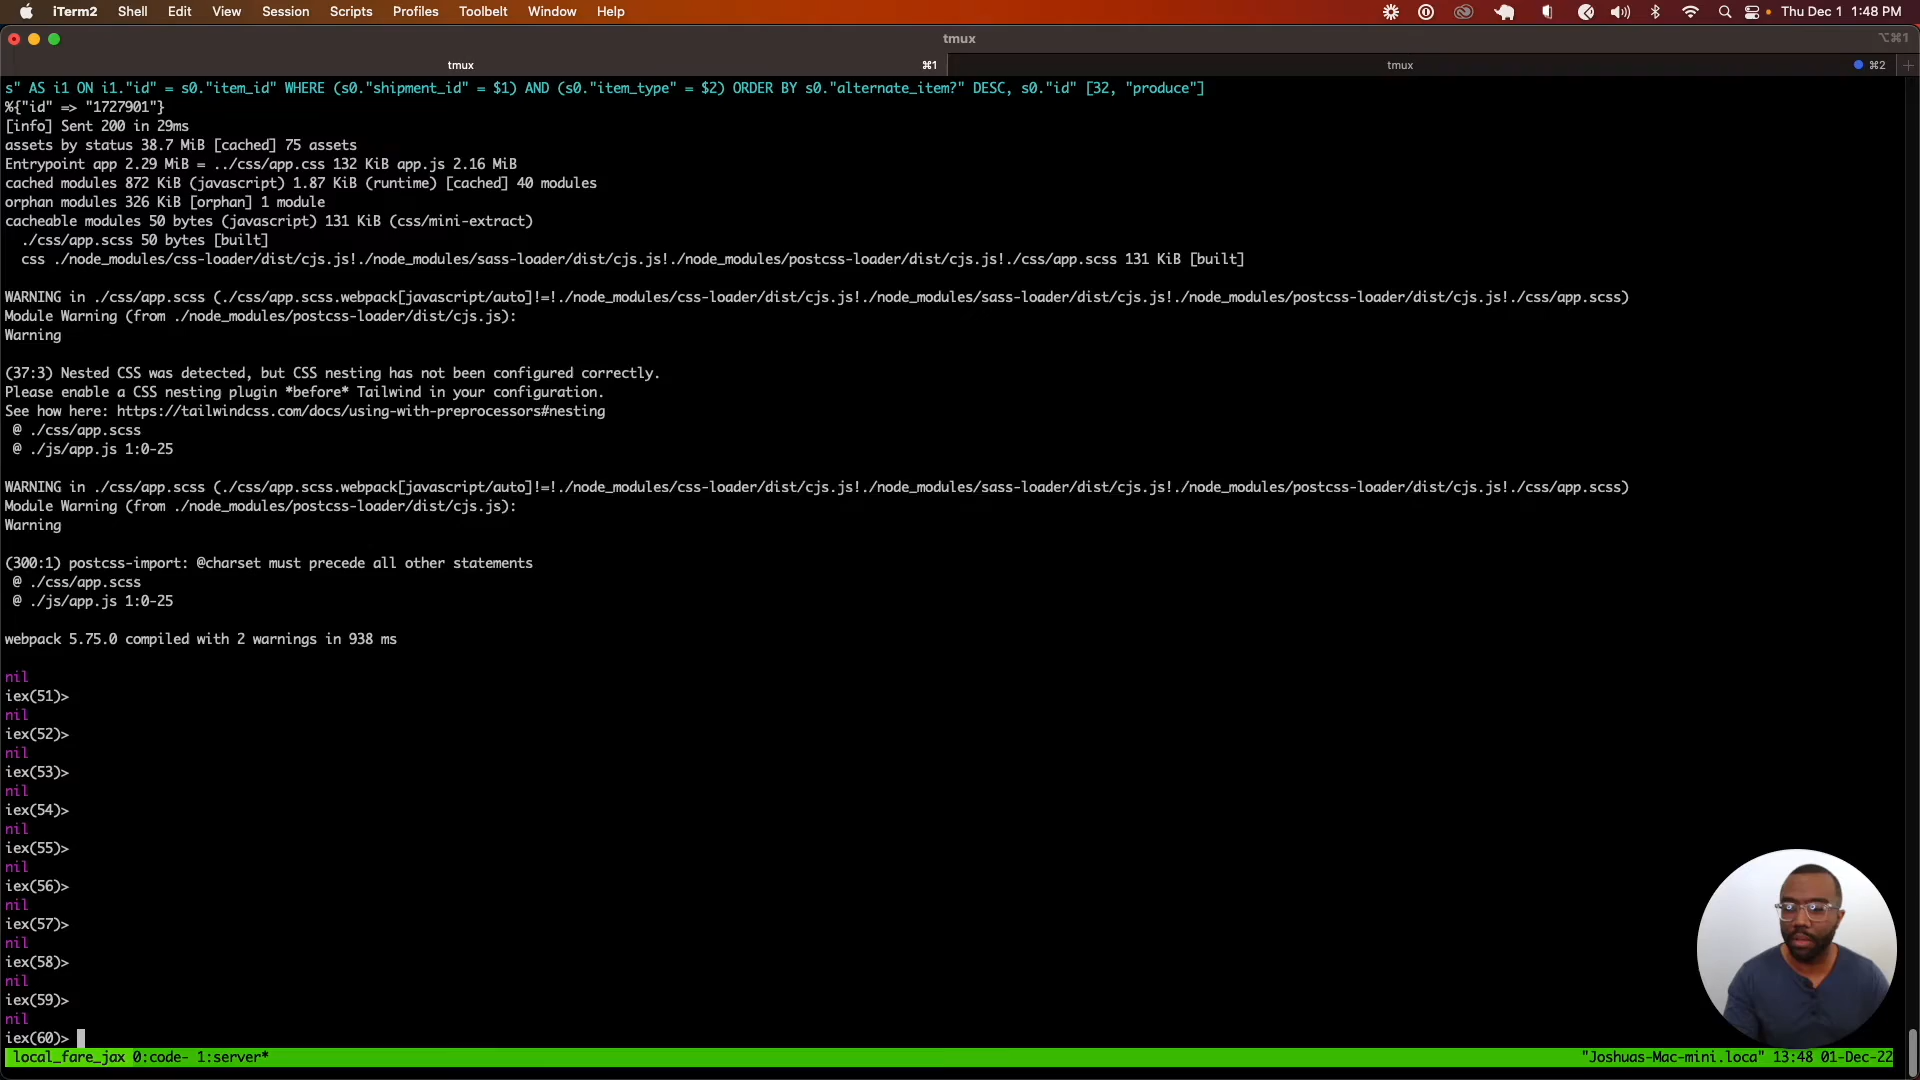 iTerm2 Shell Edit View Session Scripts Profiles Toolbelt Window Help Thu Dec 1 1:48 PM
tmux ⌥⌘1
tmux ⌘1 tmux ⌘2
s" AS i1 ON i1."id" = s0."item_id" WHERE (s0."shipment_id" = $1) AND (s0."item_type" = $2) ORDER BY s0."alternate_item?" DESC, s0."id" [32, "produce"]
%{"id" => "1727901"}
[info] Sent 200 in 29ms
assets by status 38.7 MiB [cached] 75 assets
Entrypoint app 2.29 MiB = ../css/app.css 132 KiB app.js 2.16 MiB
cached modules 872 KiB (javascript) 1.87 KiB (runtime) [cached] 40 modules
orphan modules 326 KiB [orphan] 1 module
cacheable modules 50 bytes (javascript) 131 KiB (css/mini-extract)
  ./css/app.scss 50 bytes [built]
  css ./node_modules/css-loader/dist/cjs.js!./node_modules/sass-loader/dist/cjs.js!./node_modules/postcss-loader/dist/cjs.js!./css/app.scss 131 KiB [built]
WARNING in ./css/app.scss (./css/app.scss.webpack[javascript/auto]!=!./node_modules/css-loader/dist/cjs.js!./node_modules/sass-loader/dist/cjs.js!./node_modules/postcss-loader/dist/cjs.js!./css/app.scss)
Module Warning (from ./node_modules/postcss-loader/dist/cjs.js):
Warning
(37:3) Nested CSS was detected, but CSS nesting has not been configured correctly.
Please enable a CSS nesting plugin *before* Tailwind in your configuration.
See how here: https://tailwindcss.com/docs/using-with-preprocessors#nesting
 @ ./css/app.scss
 @ ./js/app.js 1:0-25
WARNING in ./css/app.scss (./css/app.scss.webpack[javascript/auto]!=!./node_modules/css-loader/dist/cjs.js!./node_modules/sass-loader/dist/cjs.js!./node_modules/postcss-loader/dist/cjs.js!./css/app.scss)
Module Warning (from ./node_modules/postcss-loader/dist/cjs.js):
Warning
(300:1) postcss-import: @charset must precede all other statements
 @ ./css/app.scss
 @ ./js/app.js 1:0-25
webpack 5.75.0 compiled with 2 warnings in 938 ms
nil
iex(51)>
nil
iex(52)>
nil
iex(53)>
nil
iex(54)>
nil
iex(55)>
nil
iex(56)>
nil
iex(57)>
nil
iex(58)>
nil
iex(59)>
nil
iex(60)>
local_fare_jax 0:code- 1:server* "Joshuas-Mac-mini.loca" 13:48 01-Dec-22